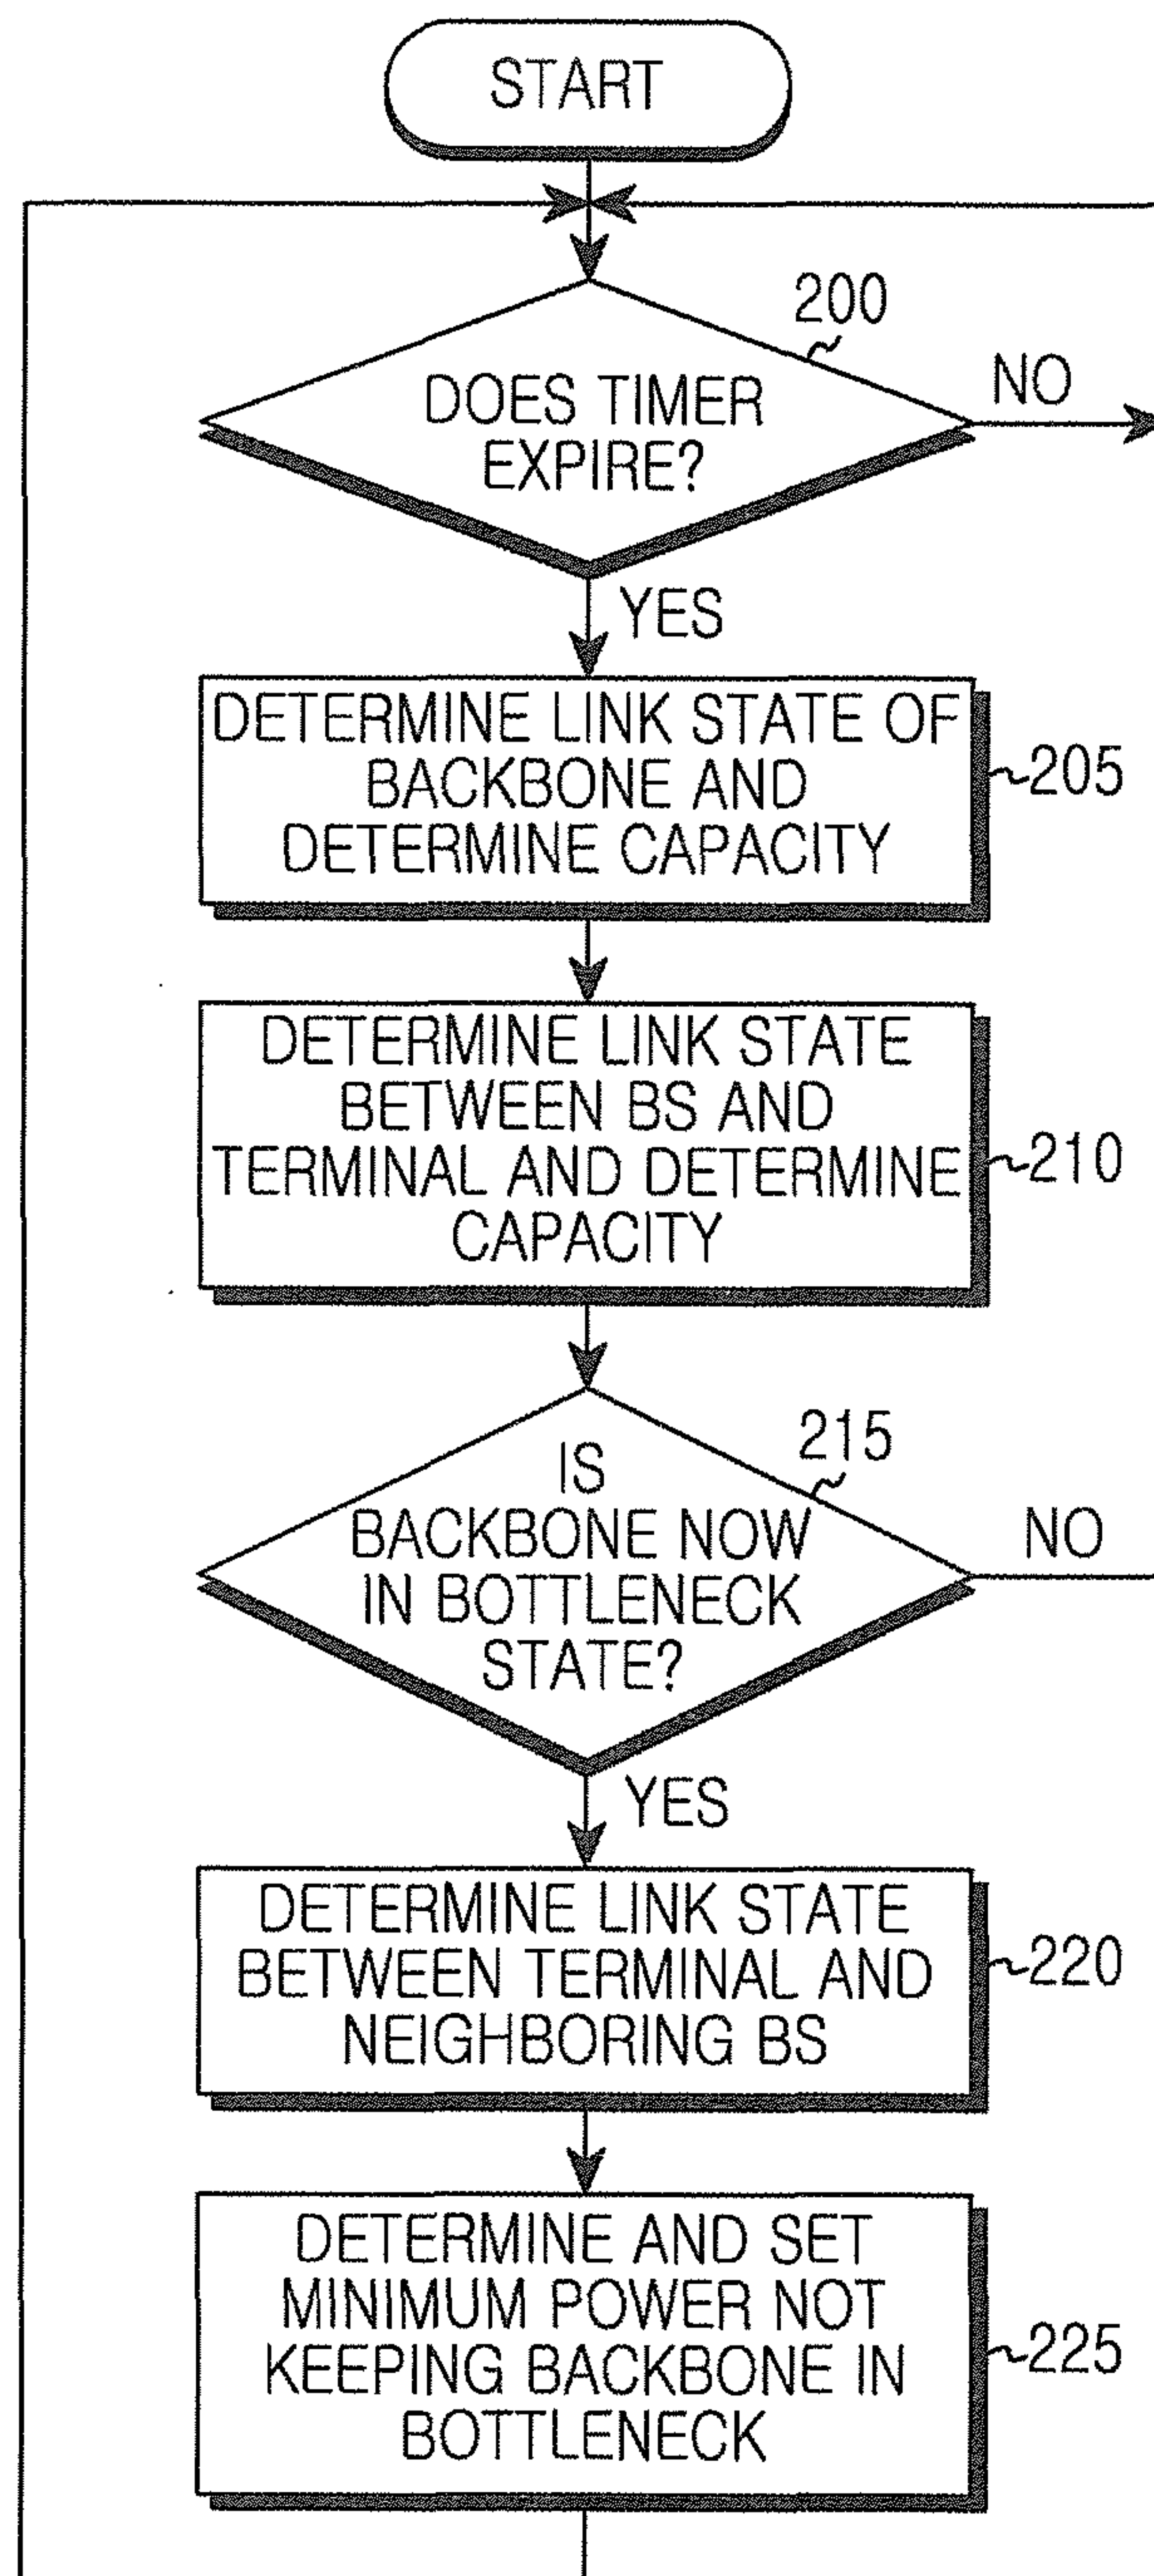 START
200
DOES TIMER
EXPIRE?
NO
YES
DETERMINE LINK STATE OF
BACKBONE AND
DETERMINE CAPACITY
205
DETERMINE LINK STATE
BETWEEN BS AND
TERMINAL AND DETERMINE
CAPACITY
210
215
IS
BACKBONE NOW
IN BOTTLENECK
STATE?
NO
YES
DETERMINE LINK STATE
BETWEEN TERMINAL AND
NEIGHBORING BS
220
DETERMINE AND SET
MINIMUM POWER NOT
KEEPING BACKBONE IN
BOTTLENECK
225